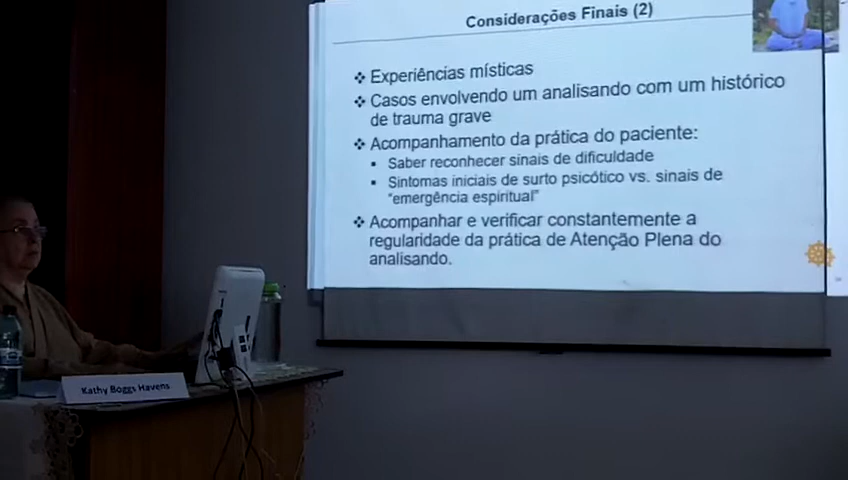 Considerações Finais (2)
Experiências místicas
Casos envolvendo um analisando com um histórico
de trauma grave
Acompanhamento da prática do paciente:
Saber reconhecer sinais de dificuldade
Sintomas iniciais de surto psicótico vs. sinais de
“emergência espiritual”
Acompanhar e verificar constantemente a
regularidade da prática de Atenção Plena do
analisando.
Kathy Boggs Havens